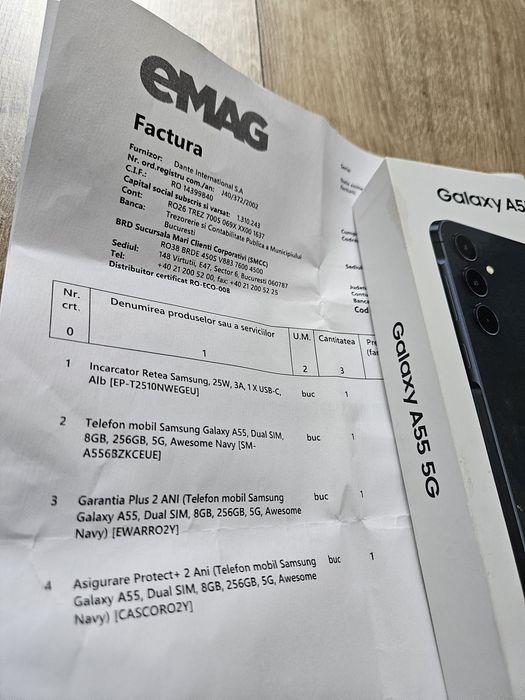 eMAG
Factura
Furnizor: Dante International S.A
Nr. ord.registru com./an: J40/372/2002
C.I.F.: RO 14399840
Capital social subscris si varsat: 1.310.243
Cont: RO26 TREZ 7005 069X XX00 1637
Banca: Trezorerie si Contabilitate Publica a Municipiului
Bucuresti
BRD Sucursala Mari Clienti Corporativi (SMCC)
RO38 BRDE 450S V883 7600 4500
Sediul: 148 Virtutii, E47, Sector 6, Bucuresti 060787
Tel: +40 21 200 52 00, fax: +40 21 200 52 25
Distribuitor certificat RO-ECO-008
Sediul
Banca
Cod
Nr. crt. Denumirea produselor sau a serviciilor U.M. Cantitatea
0 1 2 3
1 Incarcator Retea Samsung, 25W, 3A, 1 X USB-C, buc 1
Alb [EP-T2510NWEGEU]
2 Telefon mobil Samsung Galaxy A55, Dual SIM, buc 1
8GB, 256GB, 5G, Awesome Navy [SM-
A556BZKCEUE]
3 Garantia Plus 2 ANI (Telefon mobil Samsung buc 1
Galaxy A55, Dual SIM, 8GB, 256GB, 5G, Awesome
Navy) [EWARRO2Y]
4 Asigurare Protect+ 2 Ani (Telefon mobil Samsung buc 1
Galaxy A55, Dual SIM, 8GB, 256GB, 5G, Awesome
Navy) [CASCORO2Y]
Galaxy A5
Galaxy A55 5G